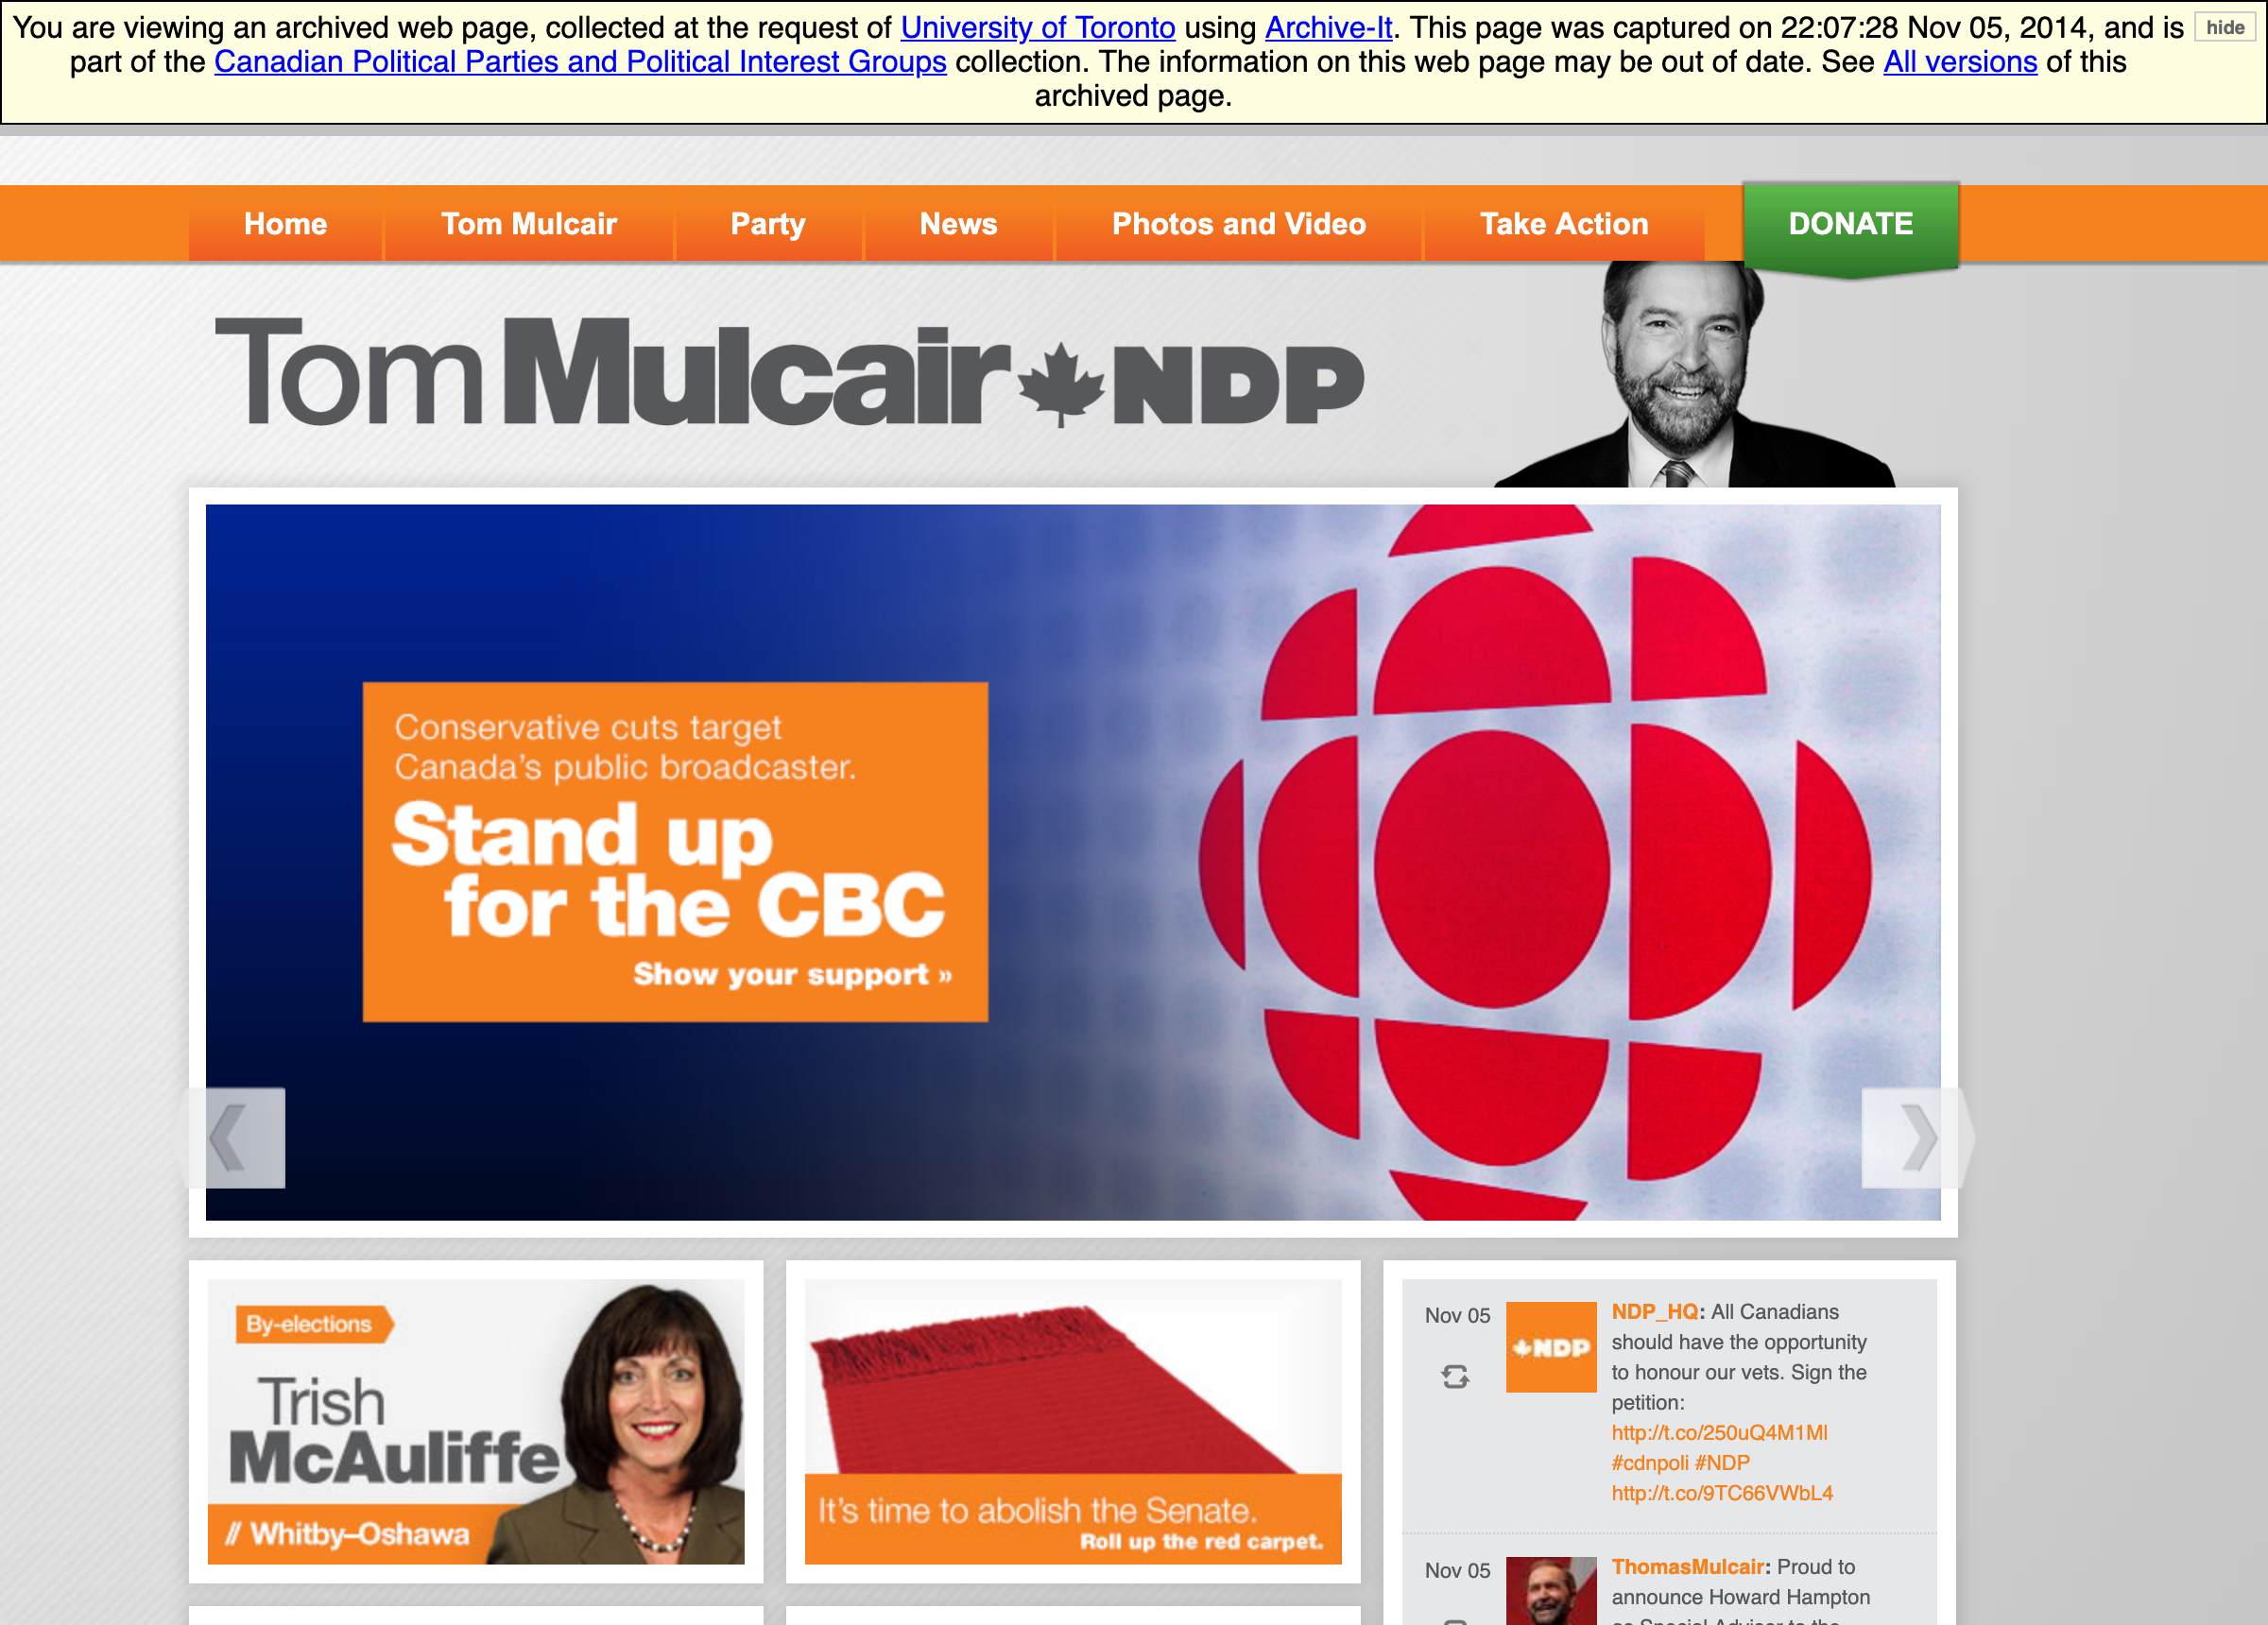 You are viewing an archived web page, collected at the request of University of Toronto using Archive-It. This page was captured on 22:07:28 Nov 05, 2014, and is
hide
part of the Canadian Political Parties and Political Interest Groups collection. The information on this web page may be out of date. See All versions of this
archived page.
Home
Tom Mulcair
Party
News
Photos and Video
Take Action
DONATE
Tom Mulcair NDP
Conservative cuts target
Canada's public broadcaster.
Stand up
for the CBC
Show your support »
By-elections
Trish
McAuliffe
// Whitby–Oshawa
It's time to abolish the Senate.
Roll up the red carpet.
Nov 05
NDP
NDP_HQ: All Canadians
should have the opportunity
to honour our vets. Sign the
petition:
http://t.co/250uQ4M1Ml
#cdnpoli #NDP
http://t.co/9TC66VWbL4
Nov 05
ThomasMulcair: Proud to
announce Howard Hampton
as Special Advisor to the